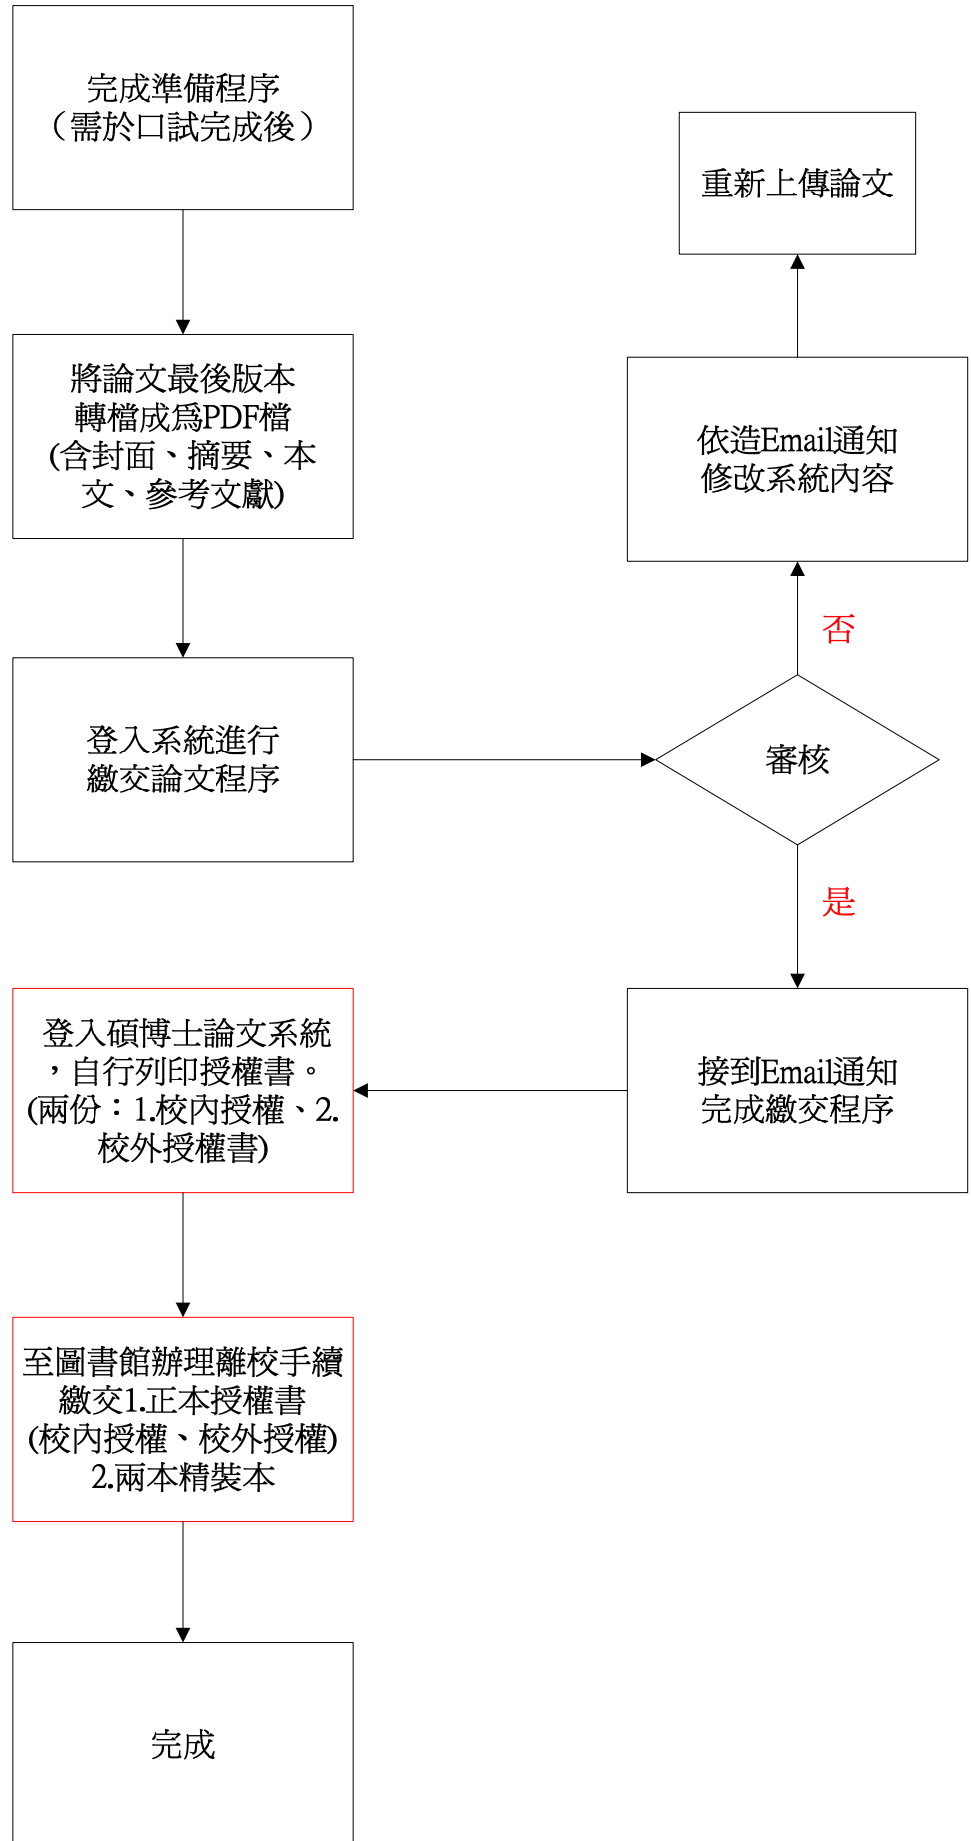 完成準備程序
（需於口試完成後）
將論文最後版本
轉檔成爲PDF檔
(含封面、摘要、本
文、參考文獻)
登入系統進行
繳交論文程序
審核
否
依造Email通知
修改系統內容
重新上傳論文
是
接到Email通知
完成繳交程序
登入碩博士論文系統
，自行列印授權書。
(兩份：1.校內授權、2.
校外授權書)
至圖書館辦理離校手續
繳交1.正本授權書
(校內授權、校外授權)
2.兩本精裝本
完成